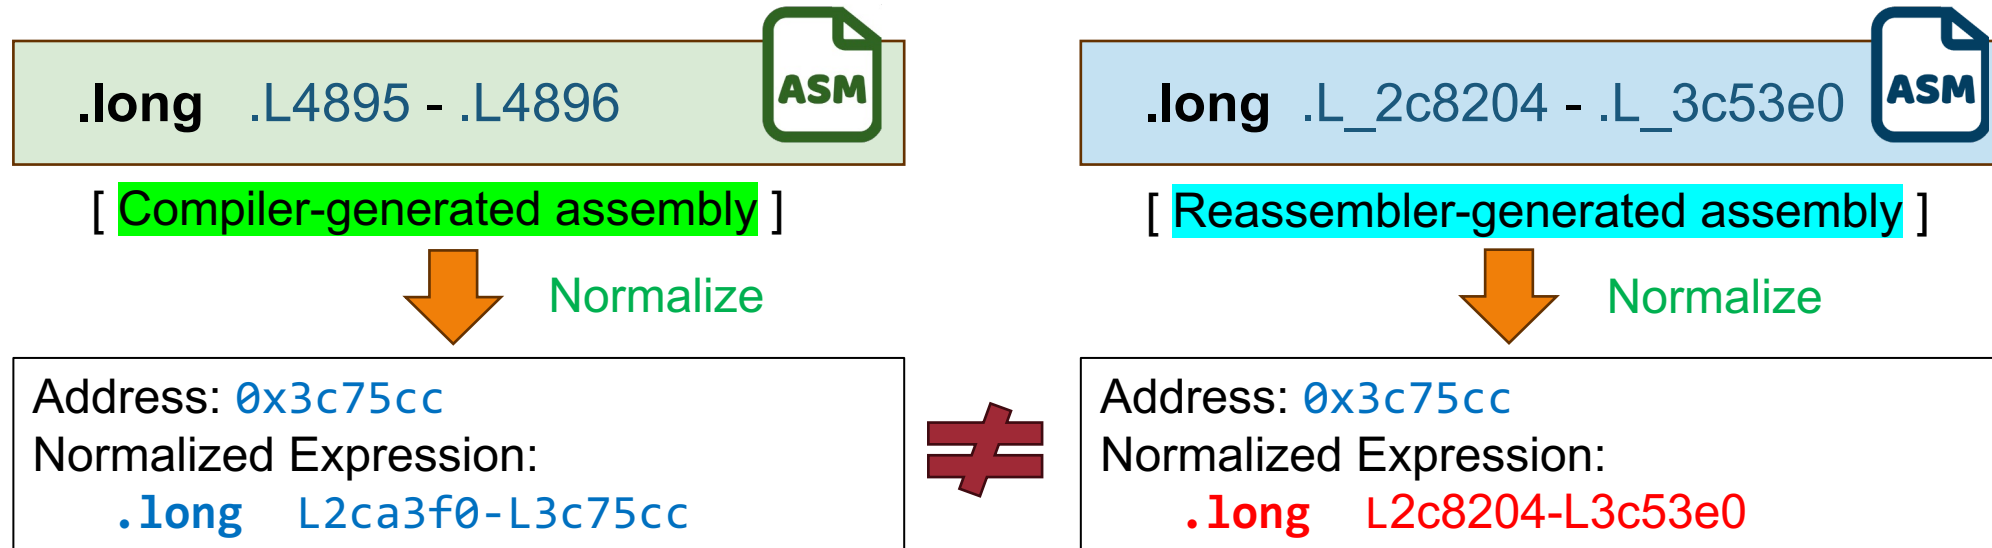 .long .L4895 - .L4896
ASM
[ Compiler-generated assembly ]
Normalize
Address: 0x3c75cc
Normalized Expression:
.long L2ca3f0-L3c75cc
≠
.long .L_2c8204 - .L_3c53e0
ASM
[ Reassembler-generated assembly ]
Normalize
Address: 0x3c75cc
Normalized Expression:
.long L2c8204-L3c53e0